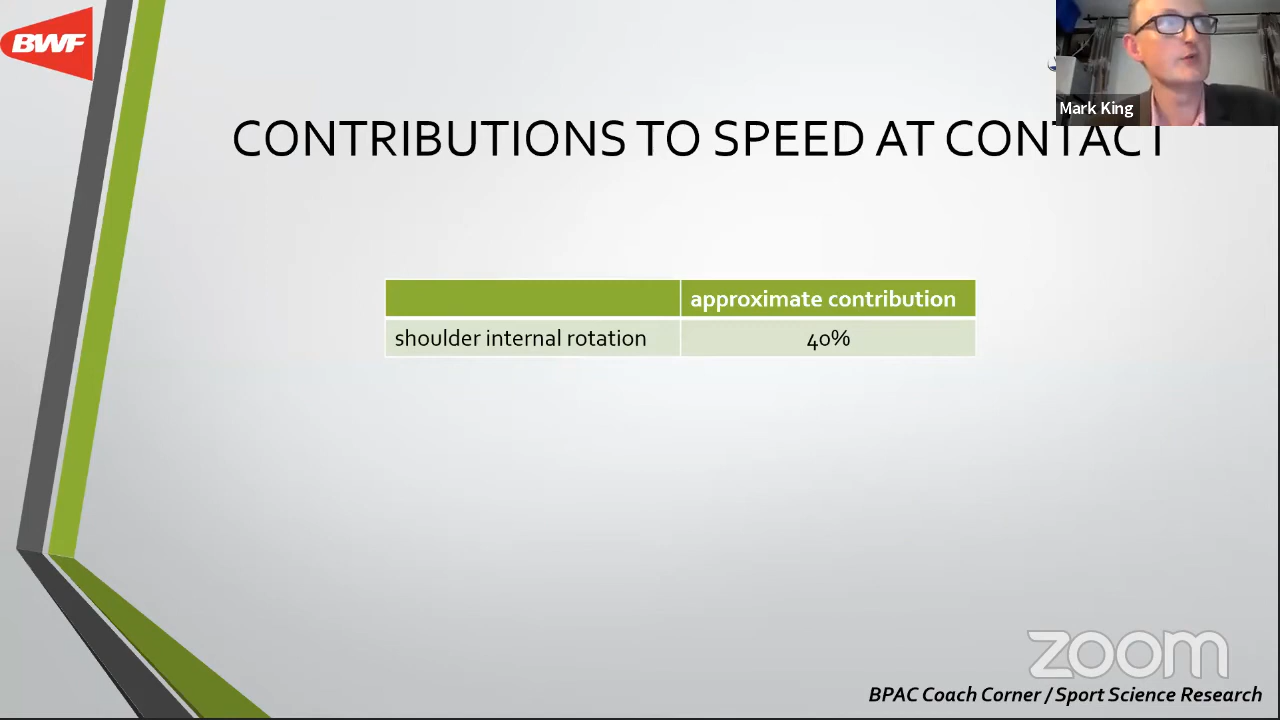 BWF
Mark King
CONTRIBUTIONS TO SPEED AT CONTACT
approximate contribution
shoulder internal rotation 40%
zoom
BPAC Coach Corner / Sport Science Research